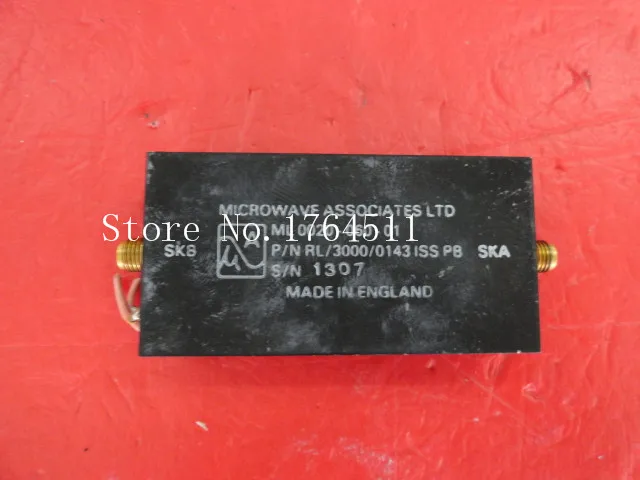 MICROWAVE ASSOCIATES LTD
Store No: 1764511
P/N RL/3000/0143 ISS PB
SKB
SKA
S/N 1307
MADE IN ENGLAND